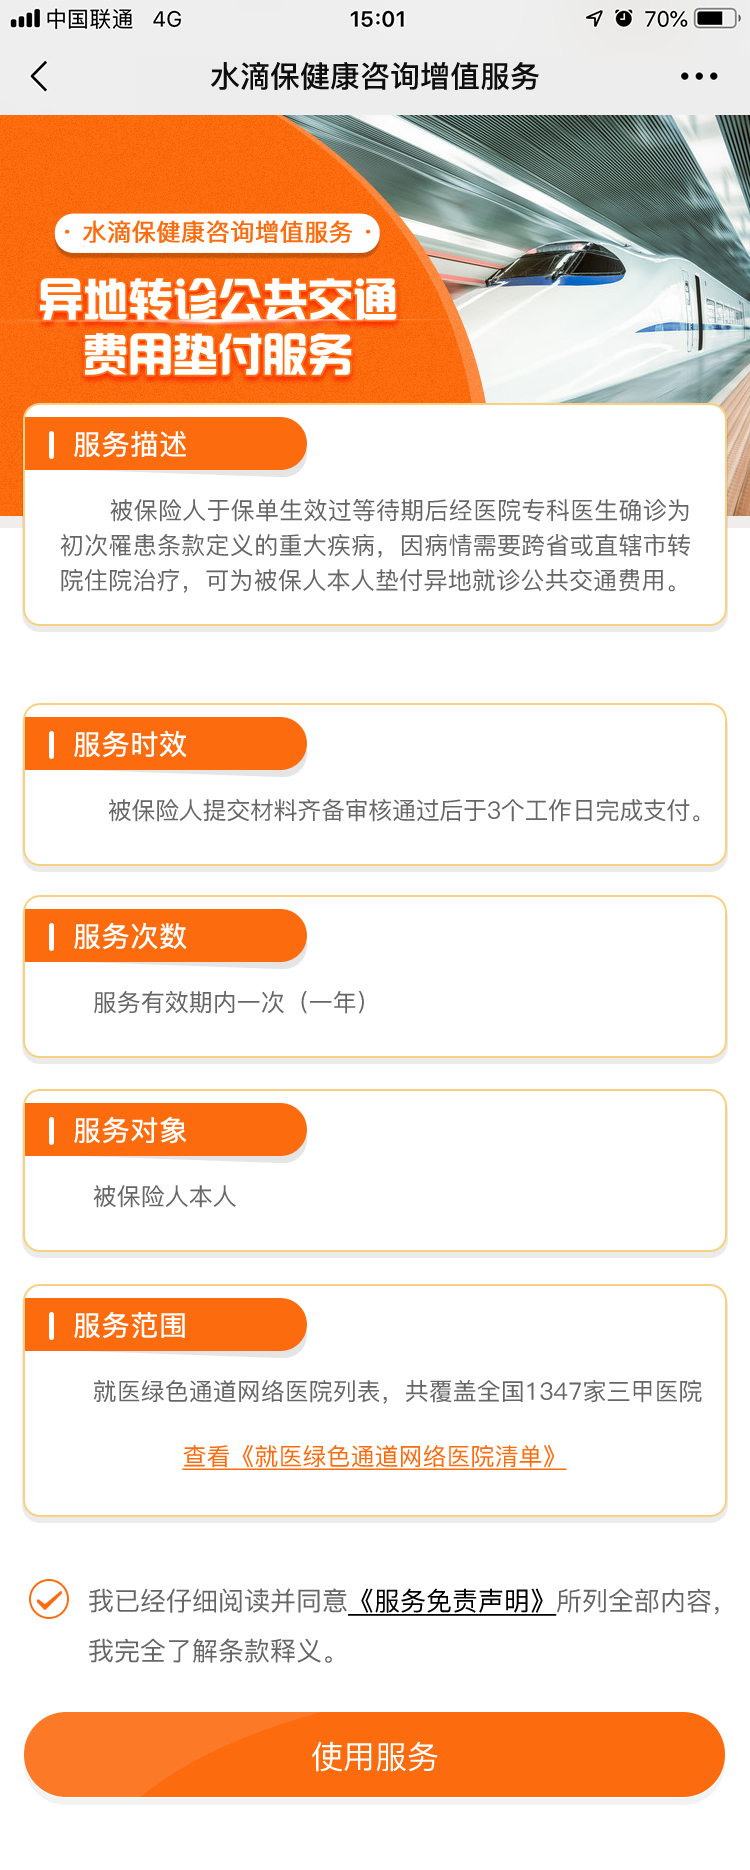 中国联通 4G 15:01 70%
水滴保健康咨询增值服务
· 水滴保健康咨询增值服务 ·
异地转诊公共交通
费用垫付服务
服务描述
被保险人于保单生效过等待期后经医院专科医生确诊为
初次罹患条款定义的重大疾病，因病情需要跨省或直辖市转
院住院治疗，可为被保人本人垫付异地就诊公共交通费用。
服务时效
被保险人提交材料齐备审核通过后于3个工作日完成支付。
服务次数
服务有效期内一次（一年）
服务对象
被保险人本人
服务范围
就医绿色通道网络医院列表，共覆盖全国1347家三甲医院
查看《就医绿色通道网络医院清单》
我已经仔细阅读并同意《服务免责声明》所列全部内容，
我完全了解条款释义。
使用服务